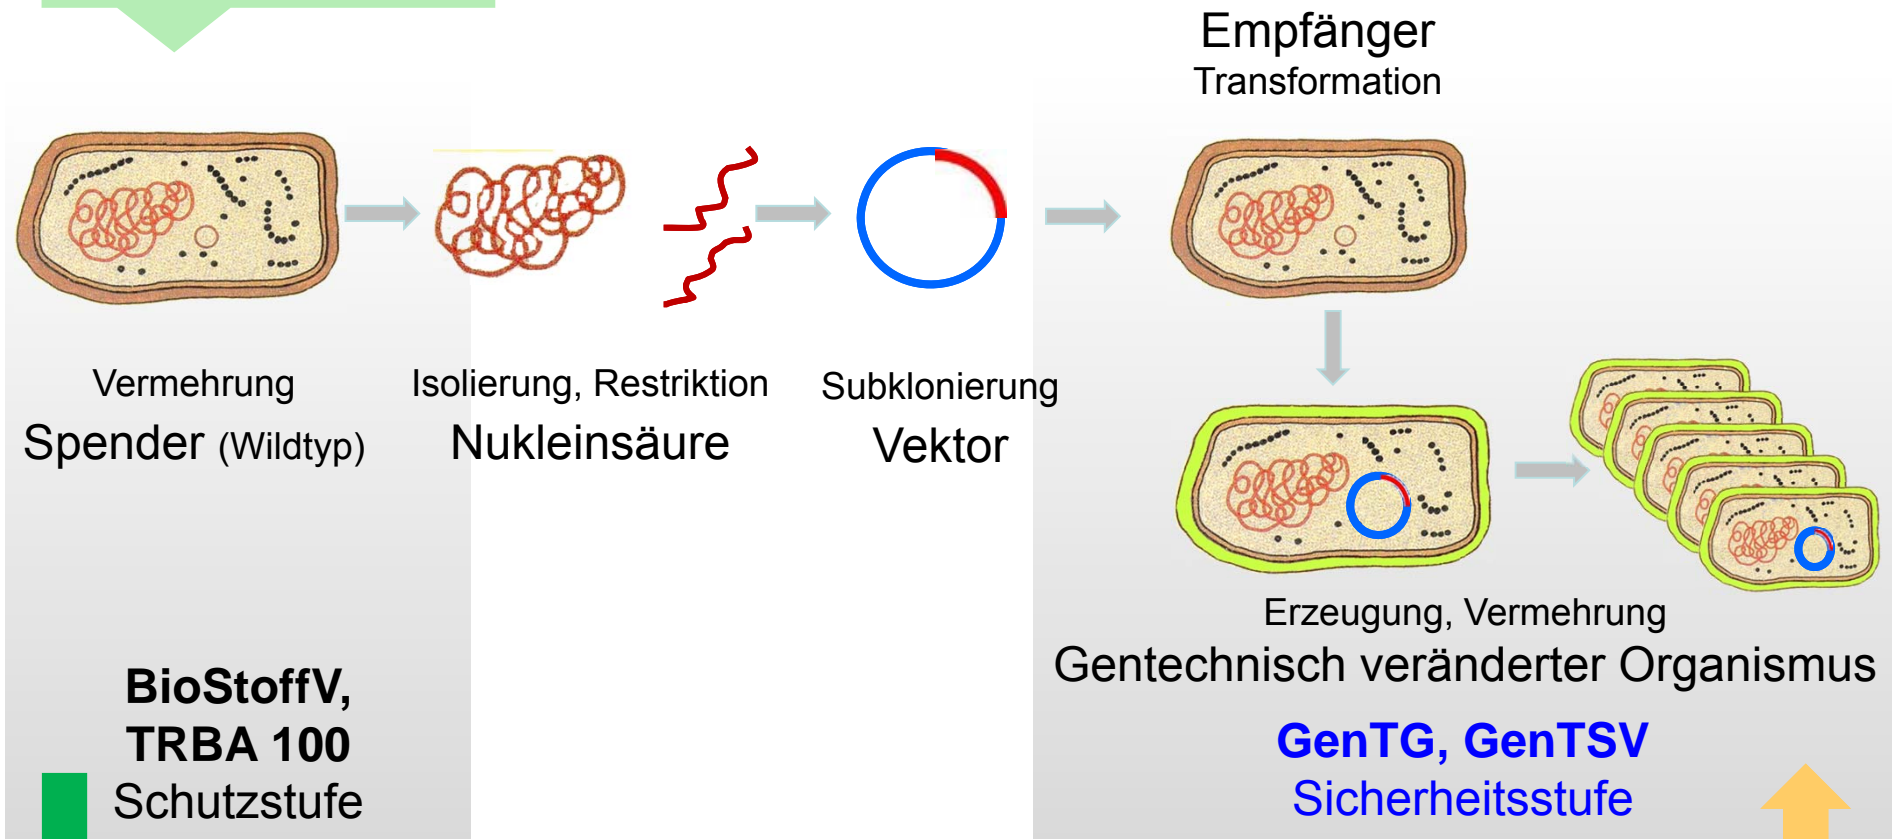 Empfänger
Transformation
Vermehrung
Spender (Wildtyp)
Isolierung, Restriktion
Nukleinsäure
Subklonierung
Vektor
Erzeugung, Vermehrung
Gentechnisch veränderter Organismus
BioStoffV,
TRBA 100
Schutzstufe
GenTG, GenTSV
Sicherheitsstufe